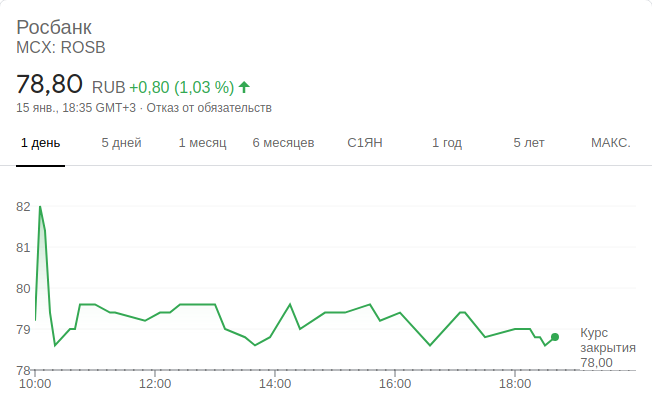 Росбанк
MCX: ROSB
78,80 RUB +0,80 (1,03 %)
15 янв., 18:35 GMT+3 · Отказ от обязательств
1 день 5 дней 1 месяц 6 месяцев С1ЯН 1 год 5 лет МАКС.
82
81
80
79
78
Курс
закрытия
78,00
10:00 12:00 14:00 16:00 18:00